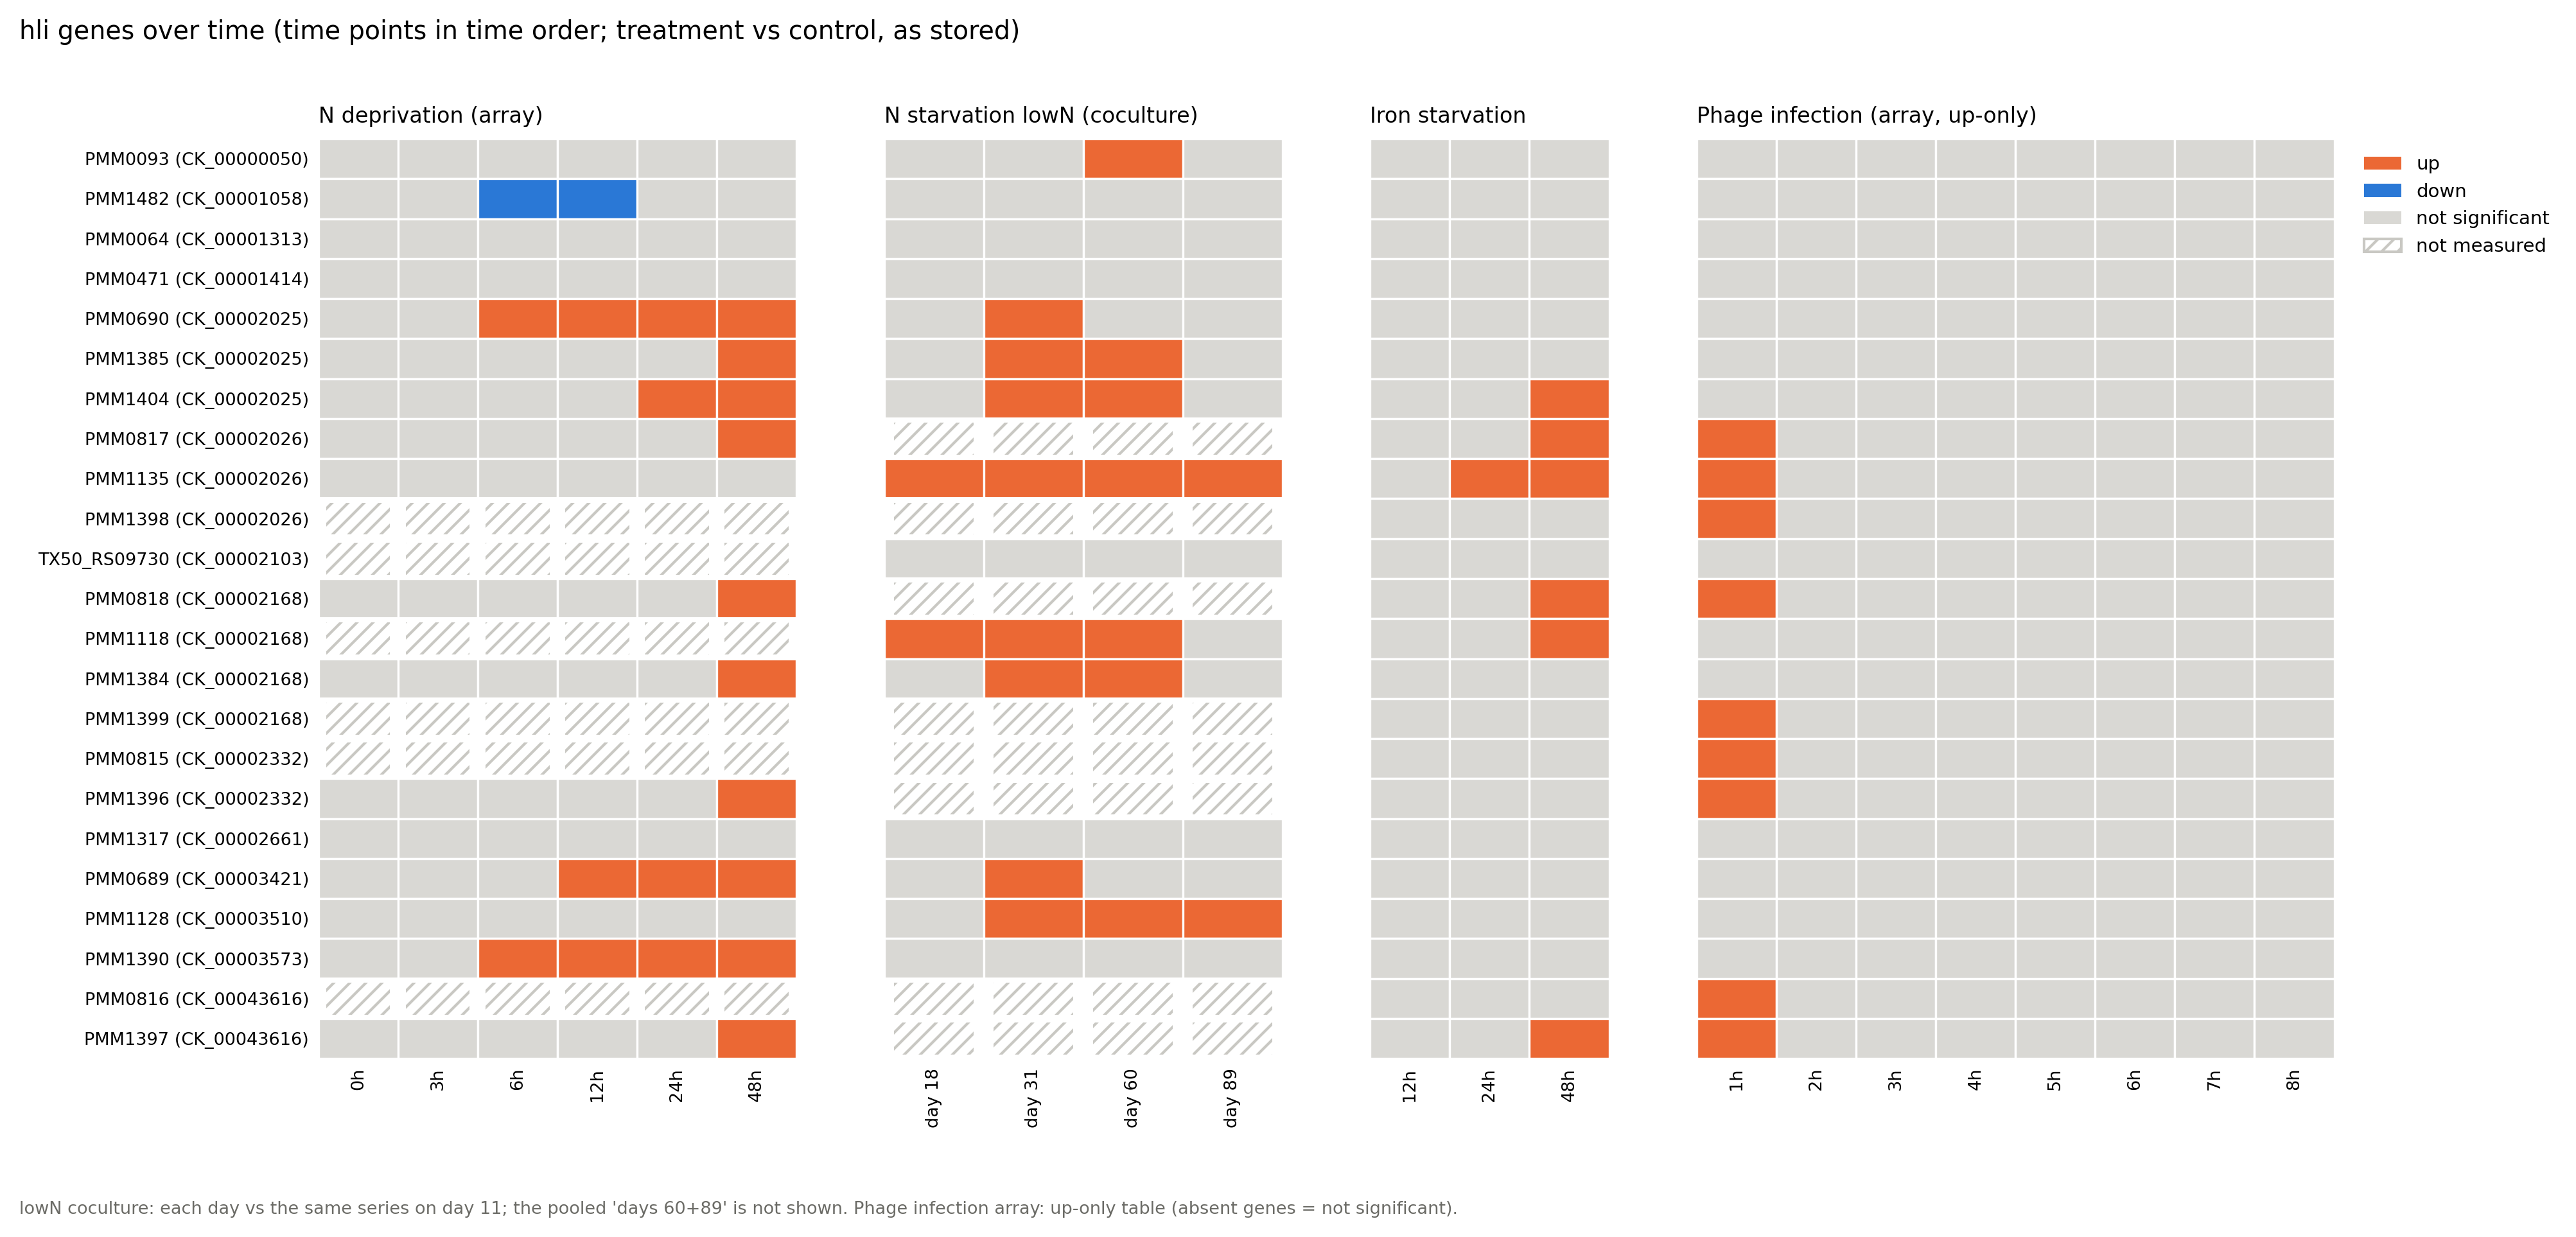 hli genes over time (time points in time order; treatment vs control, as stored)
N deprivation (array)
N starvation lowN (coculture)
Iron starvation
Phage infection (array, up-only)
PMM0093 (CK_00000050)
PMM1482 (CK_00001058)
PMM0064 (CK_00001313)
PMM0471 (CK_00001414)
PMM0690 (CK_00002025)
PMM1385 (CK_00002025)
PMM1404 (CK_00002025)
PMM0817 (CK_00002026)
PMM1135 (CK_00002026)
PMM1398 (CK_00002026)
TX50_RS09730 (CK_00002103)
PMM0818 (CK_00002168)
PMM1118 (CK_00002168)
PMM1384 (CK_00002168)
PMM1399 (CK_00002168)
PMM0815 (CK_00002332)
PMM1396 (CK_00002332)
PMM1317 (CK_00002661)
PMM0689 (CK_00003421)
PMM1128 (CK_00003510)
PMM1390 (CK_00003573)
PMM0816 (CK_00043616)
PMM1397 (CK_00043616)
0h
3h
6h
12h
24h
48h
day 18
day 31
day 60
day 89
12h
24h
48h
1h
2h
3h
4h
5h
6h
7h
8h
up
down
not significant
not measured
lowN coculture: each day vs the same series on day 11; the pooled 'days 60+89' is not shown. Phage infection array: up-only table (absent genes = not significant).